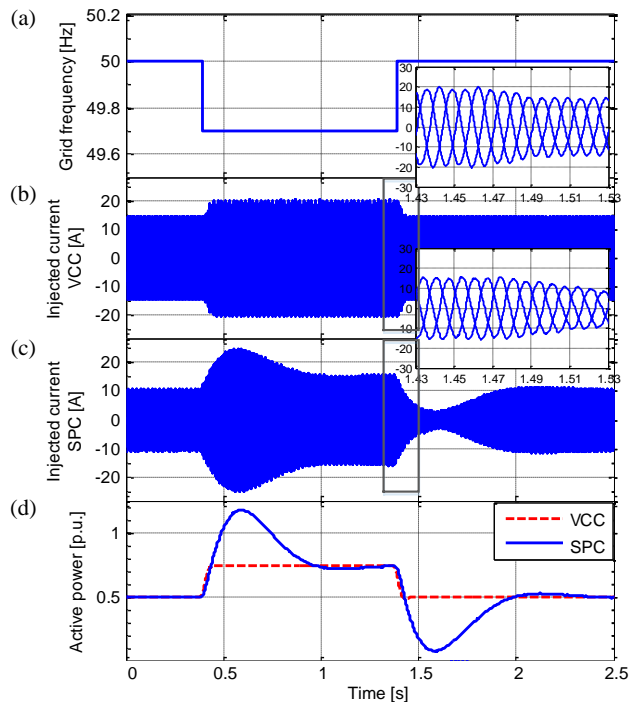 (a)
Grid frequency [Hz]
50.2
50
49.8
49.6
30
20
10
0
-10
-20
-30
1.43 1.45 1.47 1.49 1.51 1.53
(b)
Injected current
VCC [A]
20
10
0
-10
-20
30
20
10
0
-10
-20
-30
1.43 1.45 1.47 1.49 1.51 1.53
(c)
Injected current
SPC [A]
20
10
0
-10
-20
(d)
Active power [p.u.]
1
0.5
VCC
SPC
0 0.5 1 1.5 2 2.5
Time [s]